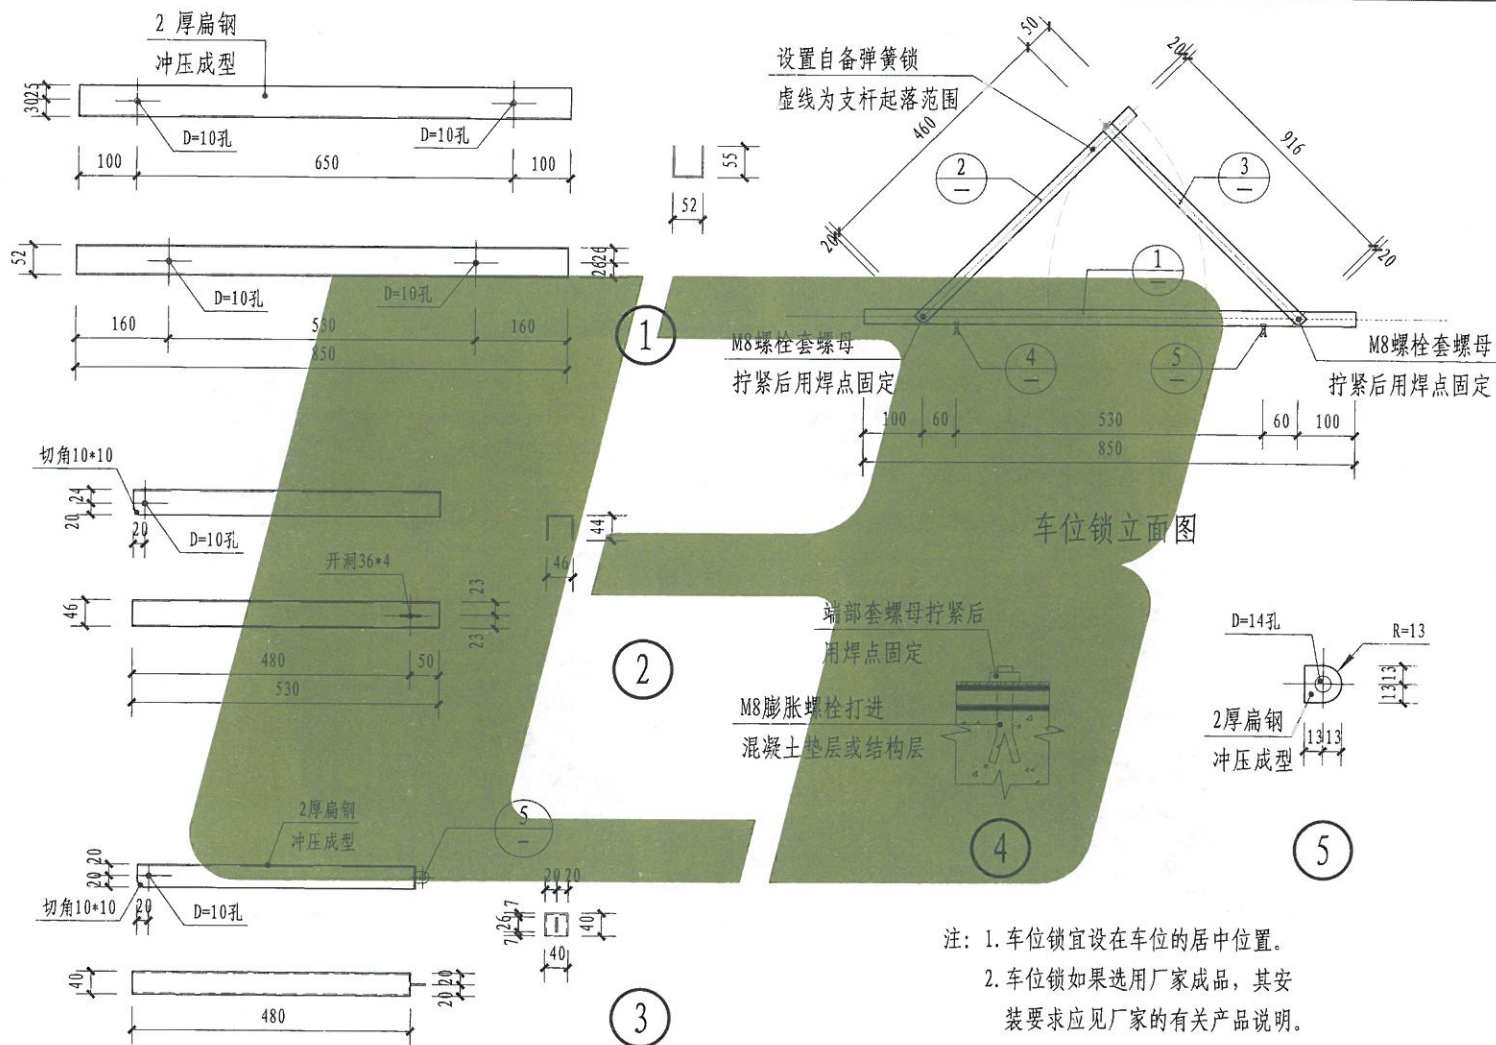 2 厚扁钢
冲压成型
25
30
D=10孔
D=10孔
100
650
100
55
52
52
26
26
D=10孔
D=10孔
160
530
160
850
1
切角10*10
24
20
20
D=10孔
44
46
开洞36*4
46
23
23
480
50
530
2
2厚扁钢
冲压成型
5
20
20
切角10*10
20
D=10孔
20
20
7
26
7
40
40
40
20
20
480
3
设置自备弹簧锁
虚线为支杆起落范围
50
20
460
916
2
3
20
20
1
M8螺栓套螺母
拧紧后用焊点固定
4
5
M8螺栓套螺母
拧紧后用焊点固定
100
60
530
60
100
850
车位锁立面图
端部套螺母拧紧后
用焊点固定
M8膨胀螺栓打进
混凝土垫层或结构层
4
D=14孔
R=13
13
13
2厚扁钢
冲压成型
13
13
5
注: 1.车位锁宜设在车位的居中位置。
2.车位锁如果选用厂家成品，其安
装要求应见厂家的有关产品说明。